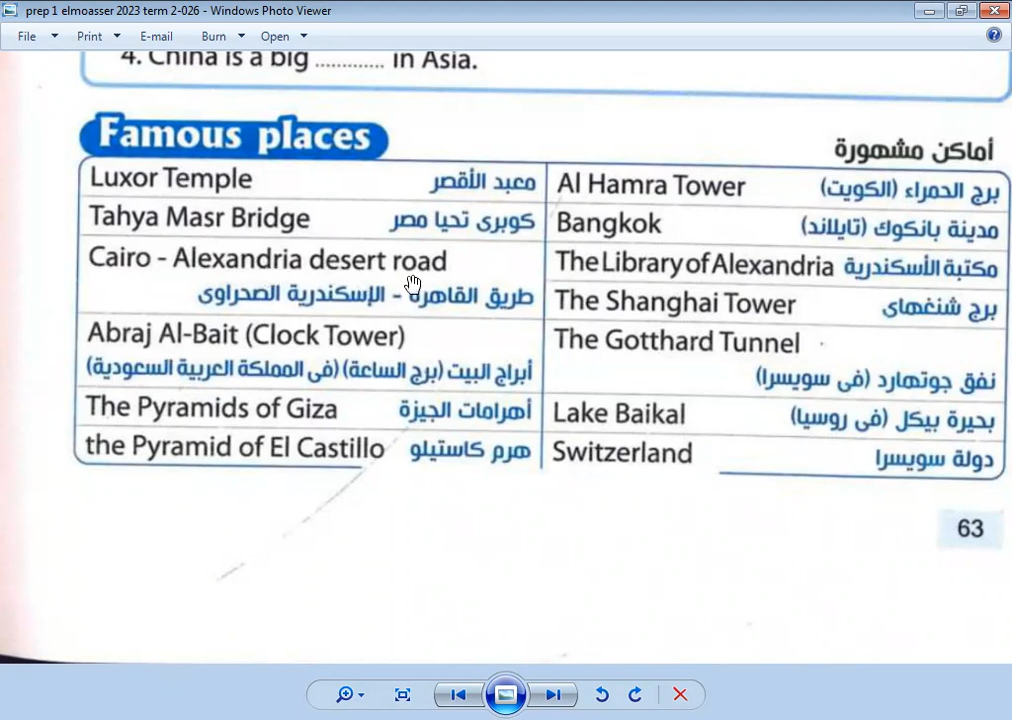 prep 1 elmoasser 2023 term 2-026 - Windows Photo Viewer
File Print E-mail Burn Open
4. China is a big ............ in Asia.
Famous places أماكن مشهورة
Luxor Temple معبد الأقصر
Tahya Masr Bridge كوبرى تحيا مصر
Cairo - Alexandria desert road
طريق القاهرة - الإسكندرية الصحراوى
Abraj Al-Bait (Clock Tower)
أبراج البيت (برج الساعة) (فى المملكة العربية السعودية)
The Pyramids of Giza أهرامات الجيزة
the Pyramid of El Castillo هرم كاستيلو
Al Hamra Tower برج الحمراء (الكويت)
Bangkok مدينة بانكوك (تايلاند)
The Library of Alexandria مكتبة الأسكندرية
The Shanghai Tower برج شنغهاى
The Gotthard Tunnel
نفق جوتهارد (فى سويسرا)
Lake Baikal بحيرة بيكل (فى روسيا)
Switzerland دولة سويسرا
63